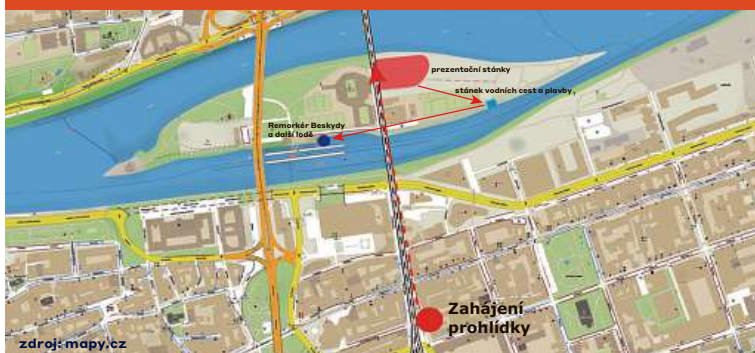 prezentační stánky
stánek vodních cest a plavby
Remorkér Beskydy
a další lodě
Zahájení
prohlídky
zdroj: mapy.cz